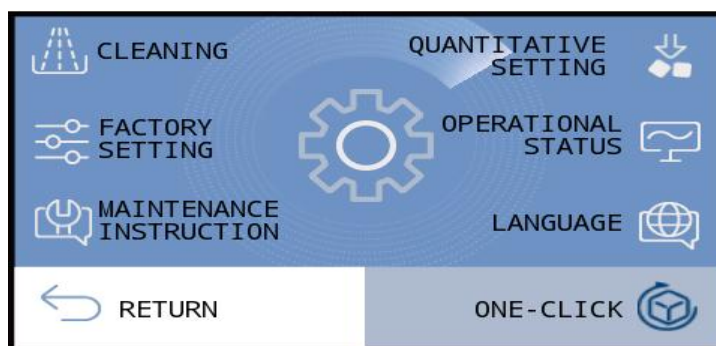 CLEANING
QUANTITATIVE
SETTING
FACTORY
SETTING
OPERATIONAL
STATUS
MAINTENANCE
INSTRUCTION
LANGUAGE
RETURN
ONE-CLICK